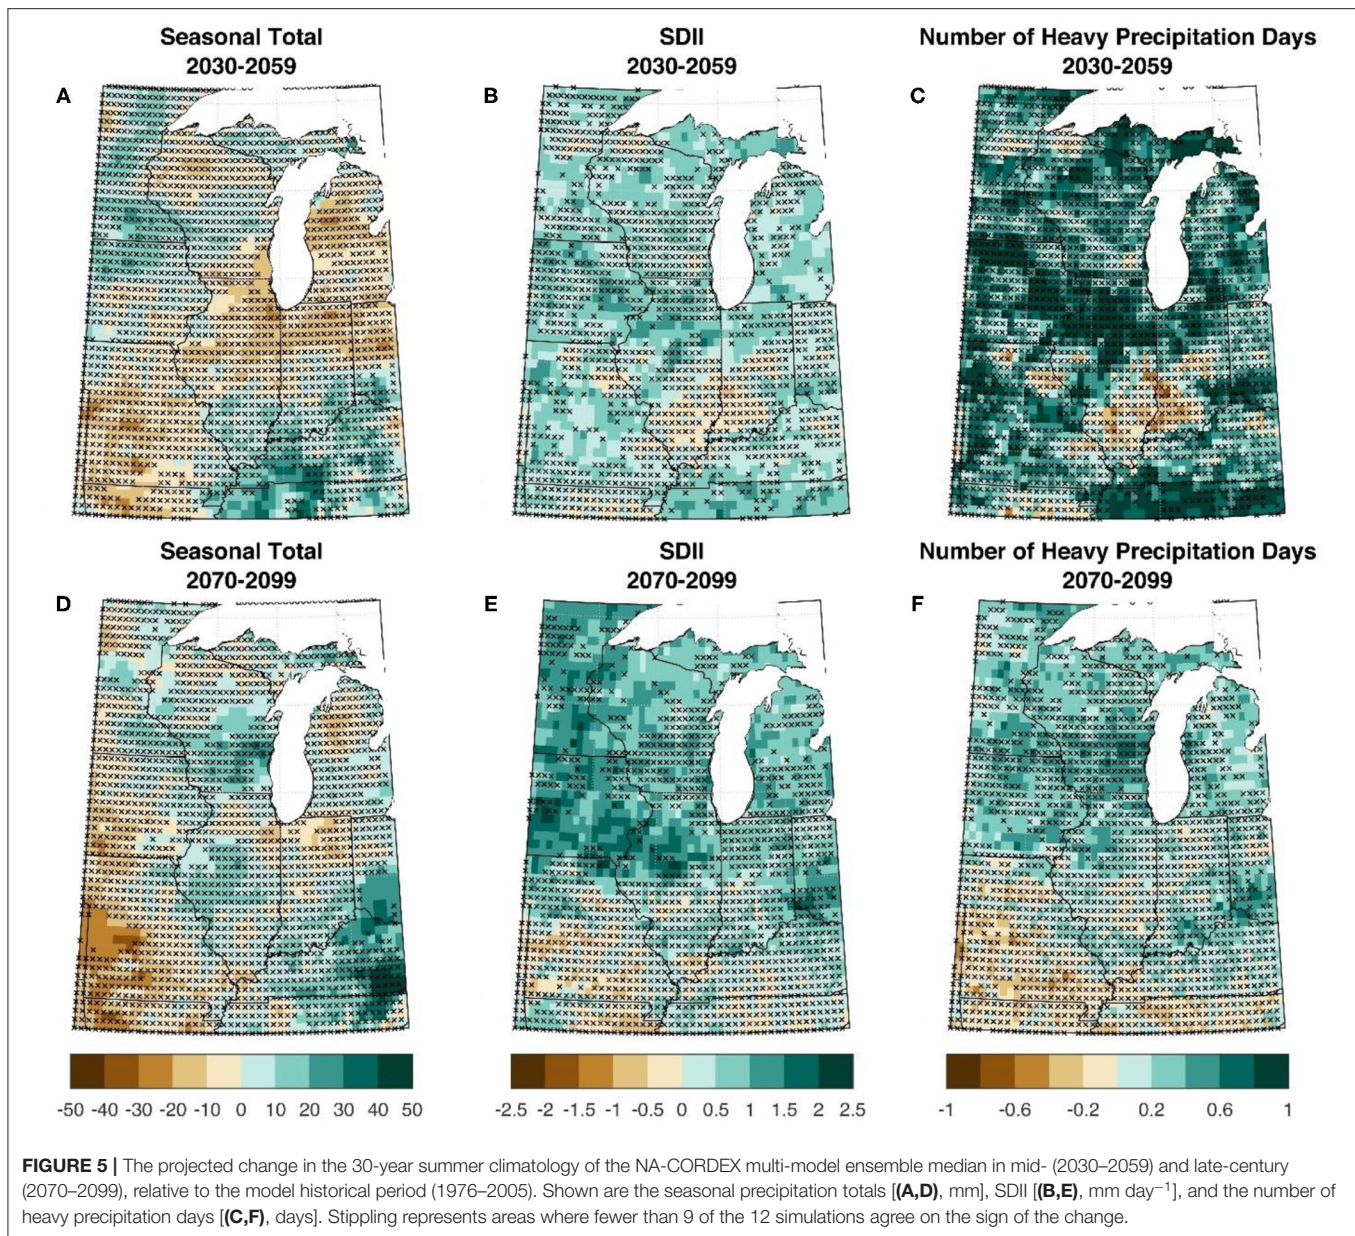 Seasonal Total
2030-2059
SDII
2030-2059
Number of Heavy Precipitation Days
2030-2059
A
B
C
Seasonal Total
2070-2099
SDII
2070-2099
Number of Heavy Precipitation Days
2070-2099
D
E
F
-50 -40 -30 -20 -10 0 10 20 30 40 50
-2.5 -2 -1.5 -1 -0.5 0 0.5 1 1.5 2 2.5
-1 -0.6 -0.2 0.2 0.6 1
FIGURE 5 | The projected change in the 30-year summer climatology of the NA-CORDEX multi-model ensemble median in mid- (2030–2059) and late-century
(2070–2099), relative to the model historical period (1976–2005). Shown are the seasonal precipitation totals [(A,D), mm], SDII [(B,E), mm day⁻¹], and the number of
heavy precipitation days [(C,F), days]. Stippling represents areas where fewer than 9 of the 12 simulations agree on the sign of the change.